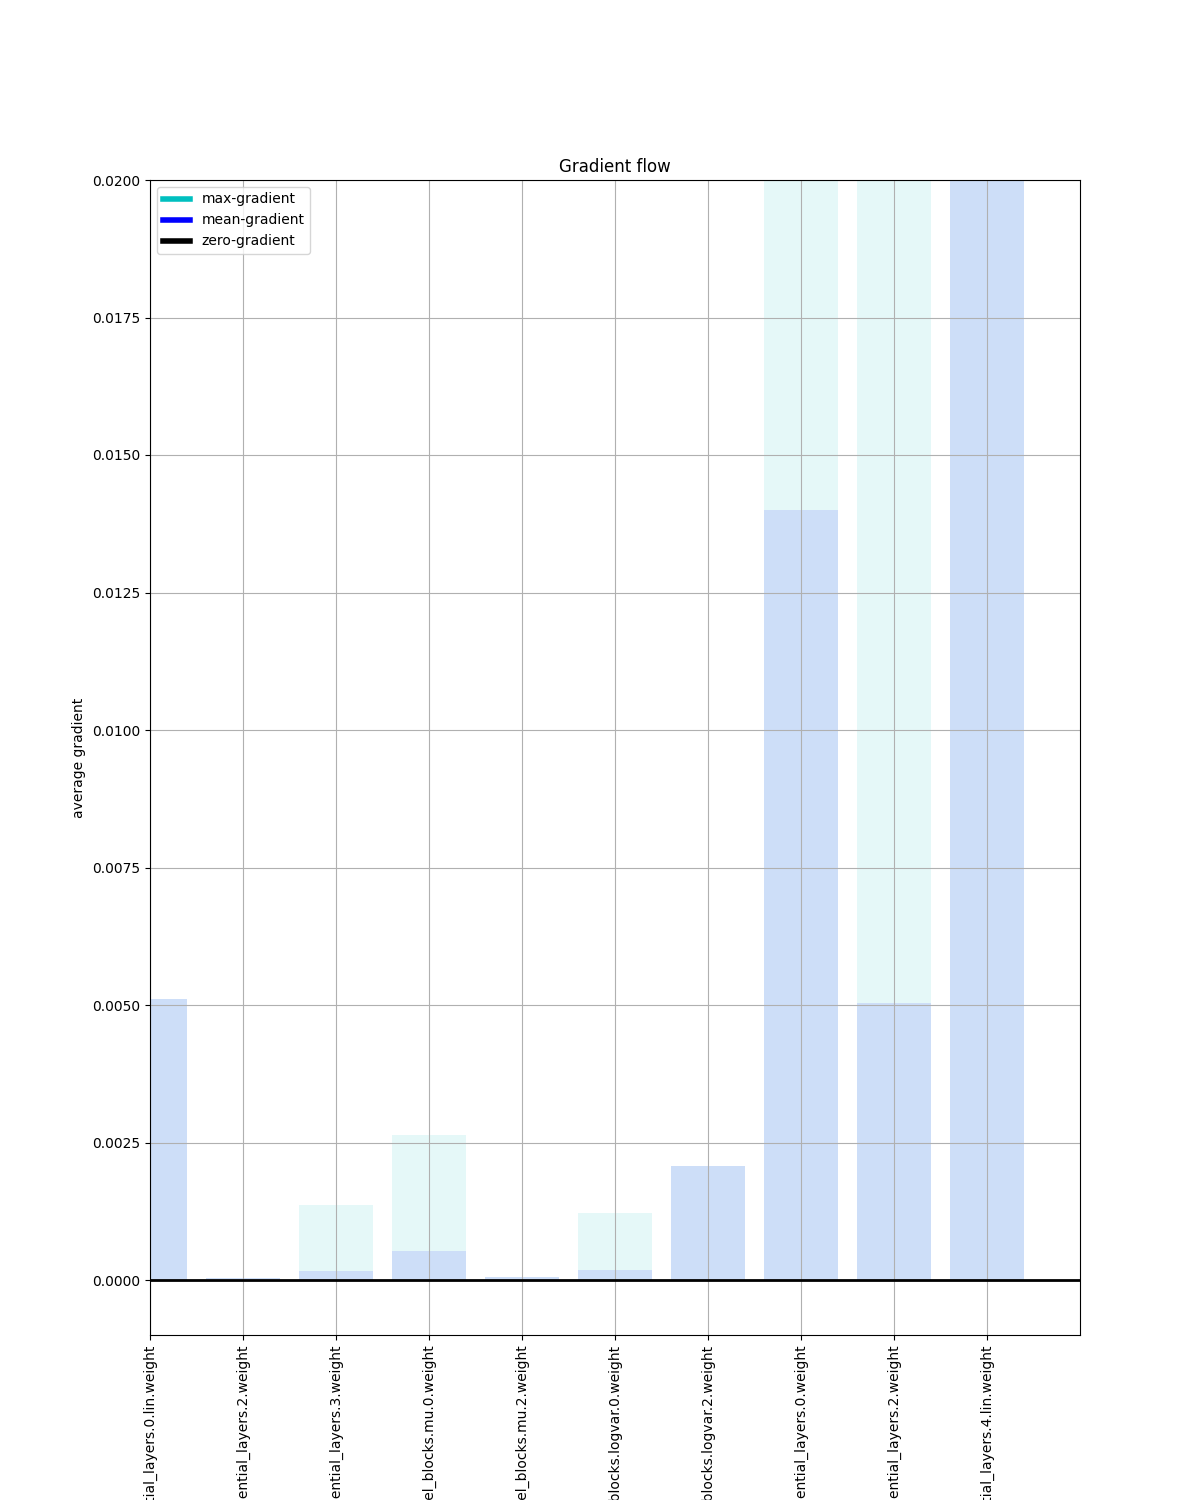 Gradient flow
max-gradient
mean-gradient
zero-gradient
average gradient
0.0200
0.0175
0.0150
0.0125
0.0100
0.0075
0.0050
0.0025
0.0000
tial_layers.0.lin.weight
ential_layers.2.weight
ential_layers.3.weight
el_blocks.mu.0.weight
el_blocks.mu.2.weight
blocks.logvar.0.weight
blocks.logvar.2.weight
ential_layers.0.weight
ential_layers.2.weight
tial_layers.4.lin.weight